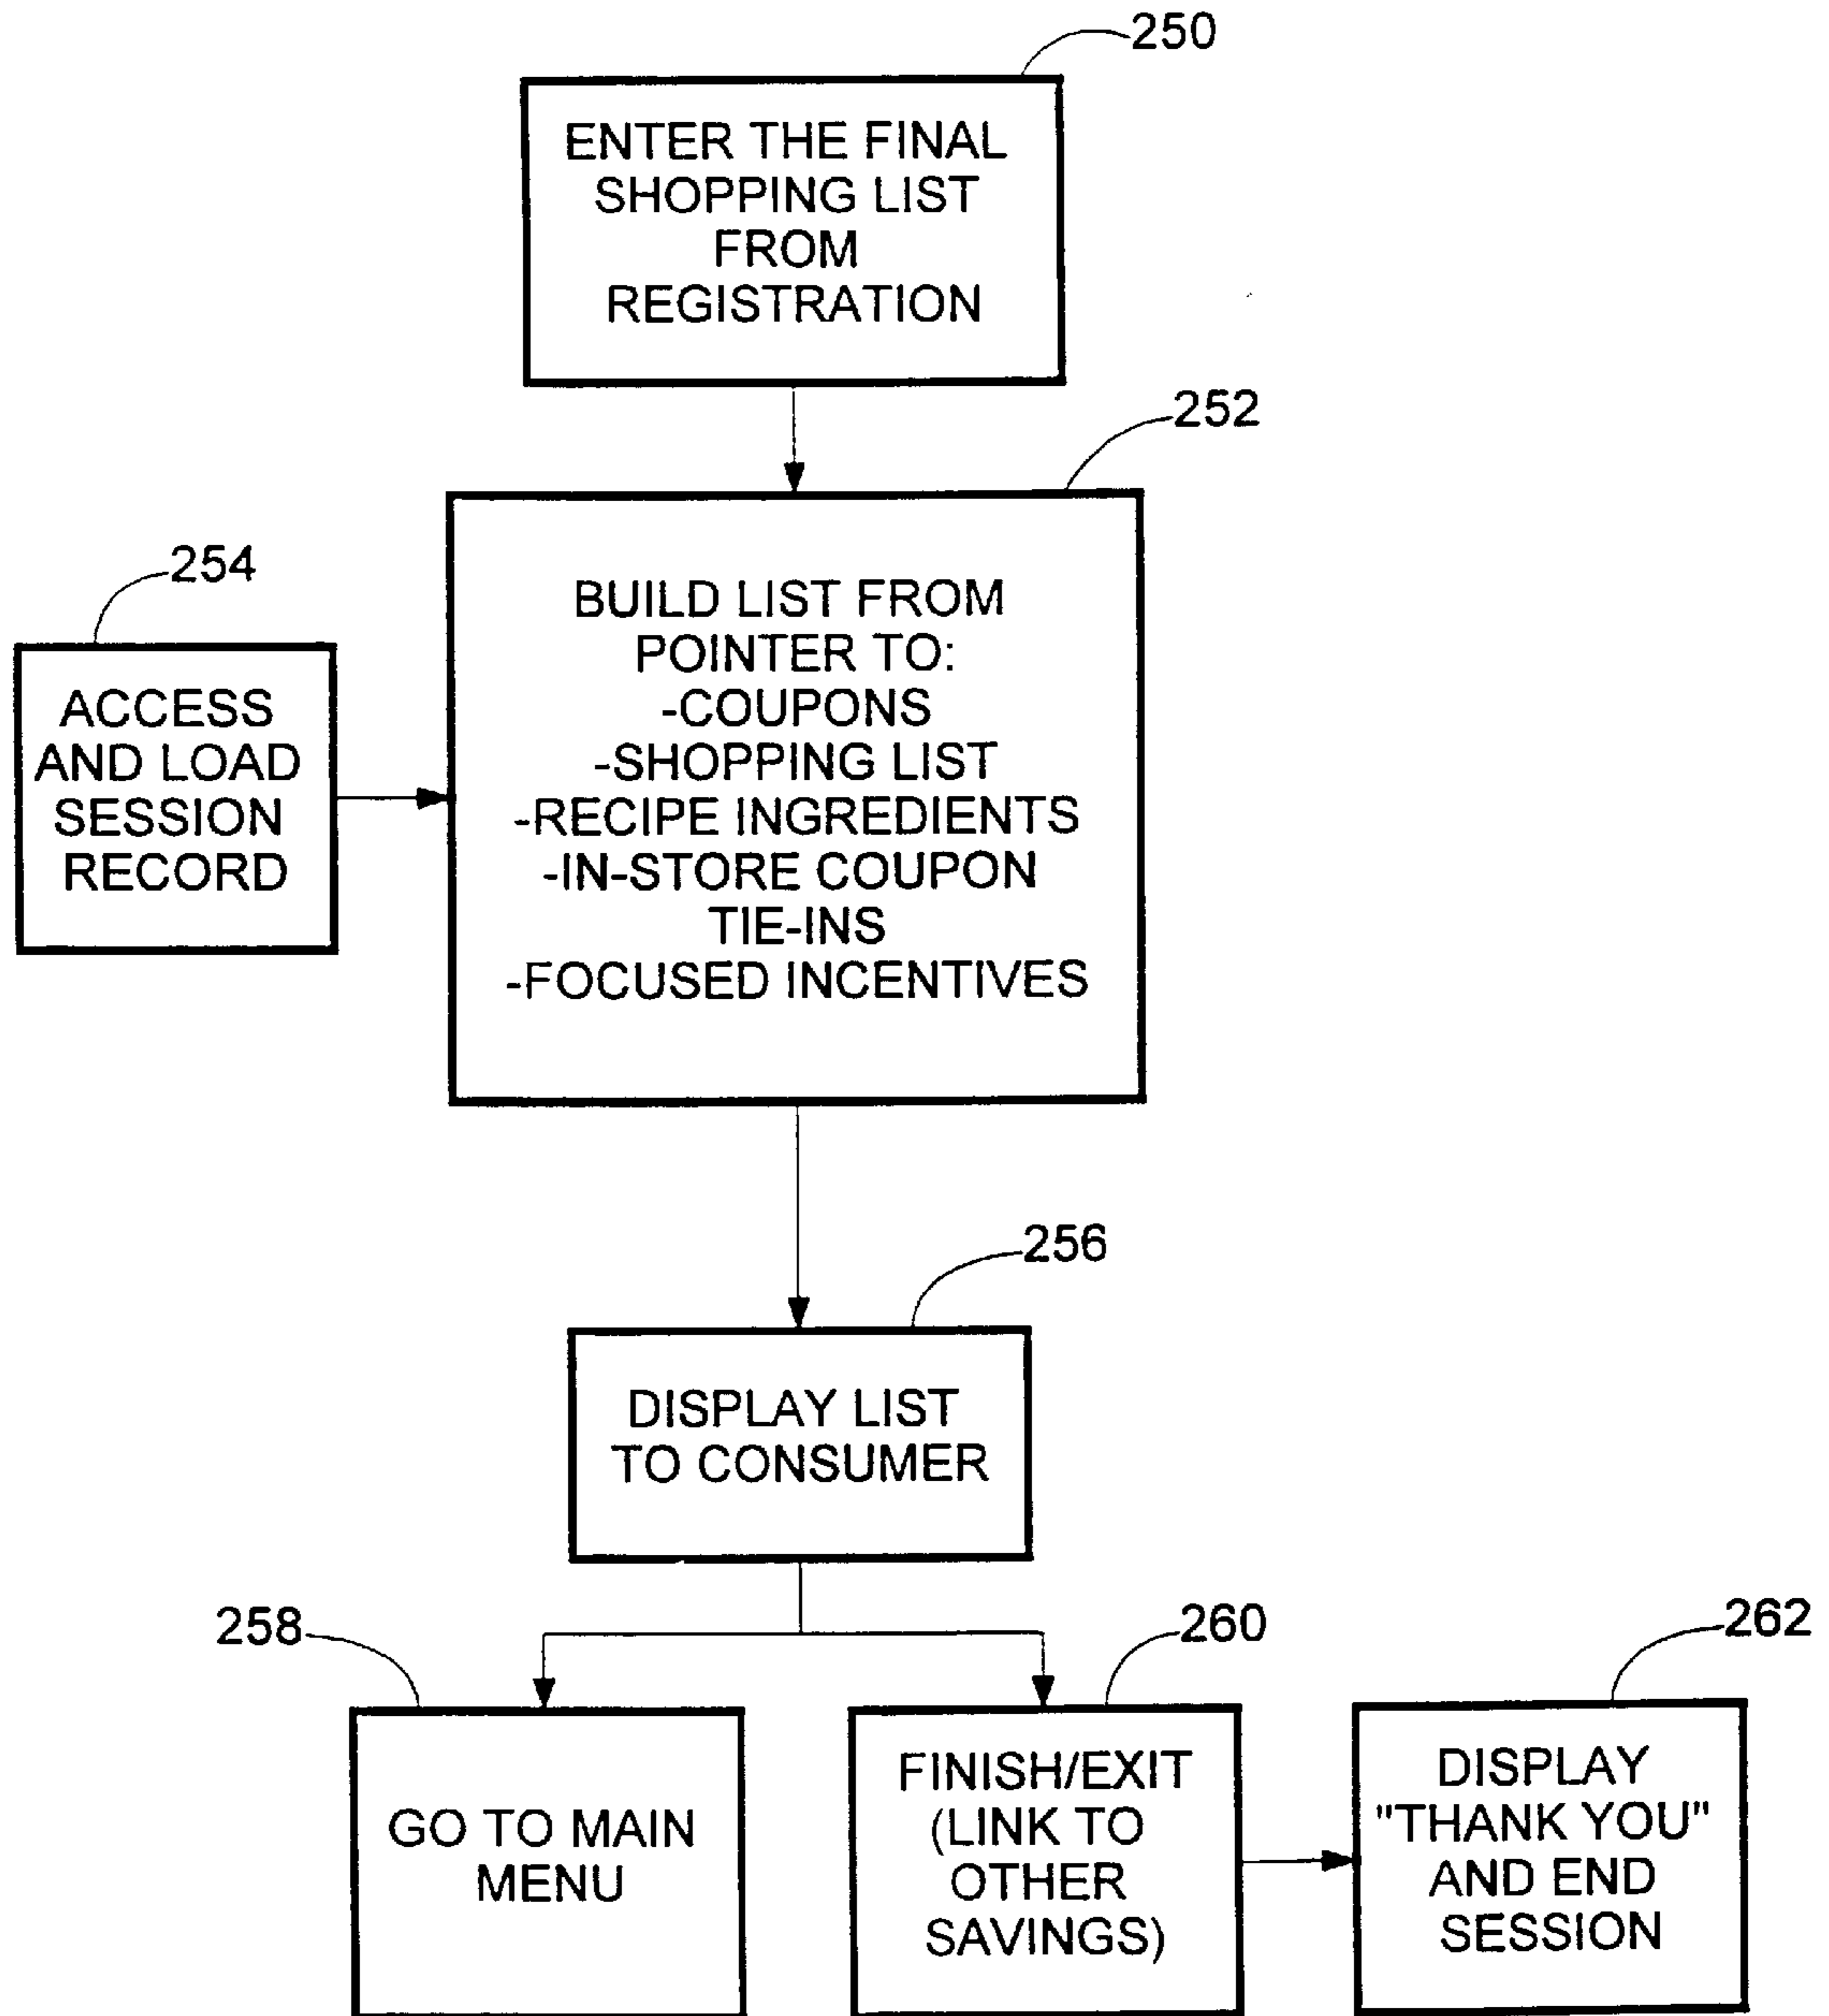 250
ENTER THE FINAL
SHOPPING LIST
FROM
REGISTRATION
252
254
ACCESS
AND LOAD
SESSION
RECORD
BUILD LIST FROM
POINTER TO:
-COUPONS
-SHOPPING LIST
-RECIPE INGREDIENTS
-IN-STORE COUPON
TIE-INS
-FOCUSED INCENTIVES
256
DISPLAY LIST
TO CONSUMER
258
GO TO MAIN
MENU
260
FINISH/EXIT
(LINK TO
OTHER
SAVINGS)
262
DISPLAY
"THANK YOU"
AND END
SESSION